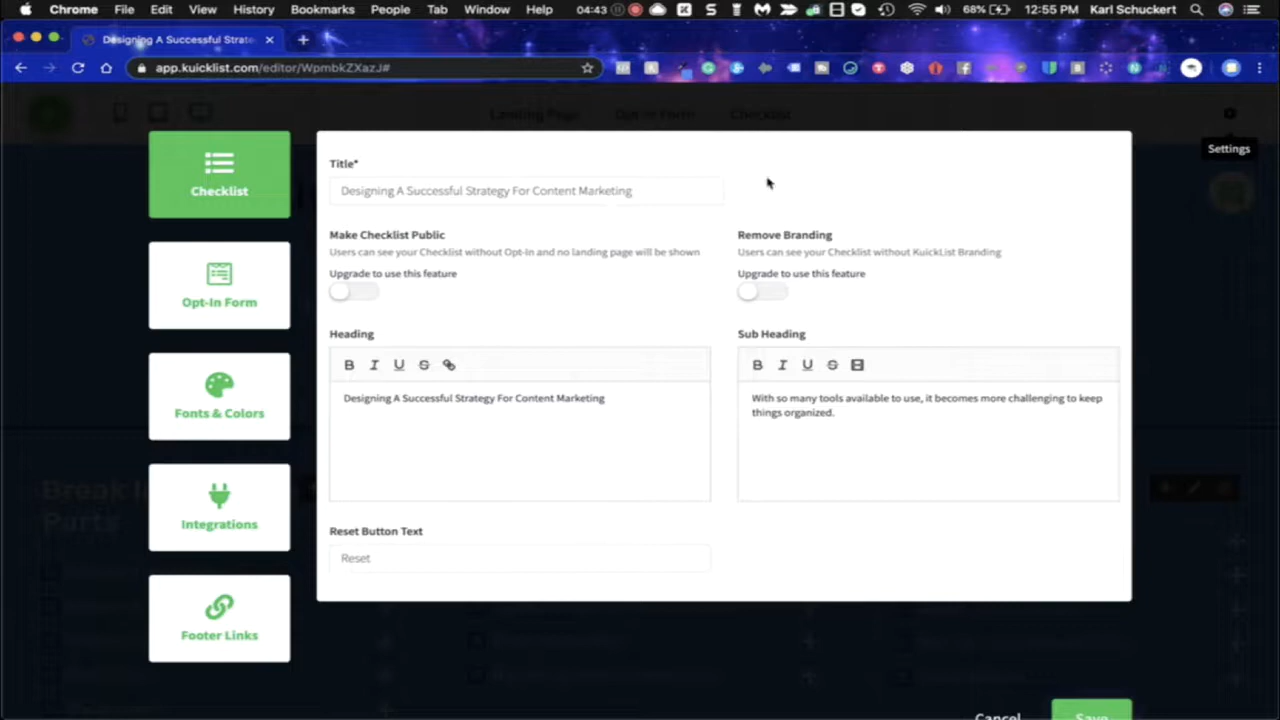 Chrome File Edit View History Bookmarks People Tab Window Help 04:43 68% 12:55 PM Karl Schuckert
Designing A Successful Strate
app.kuicklist.com/editor/WpmbkZXazJ#
Landing Page Opt-In Form Checklist
Settings
Checklist
Opt-In Form
Fonts & Colors
Integrations
Footer Links
Title*
Designing A Successful Strategy For Content Marketing
Make Checklist Public
Users can see your Checklist without Opt-In and no landing page will be shown
Upgrade to use this feature
Remove Branding
Users can see your Checklist without KuickList Branding
Upgrade to use this feature
Heading
B I U S
Designing A Successful Strategy For Content Marketing
Sub Heading
B I U S
With so many tools available to use, it becomes more challenging to keep
things organized.
Reset Button Text
Reset
Break
Parts
Cancel Save